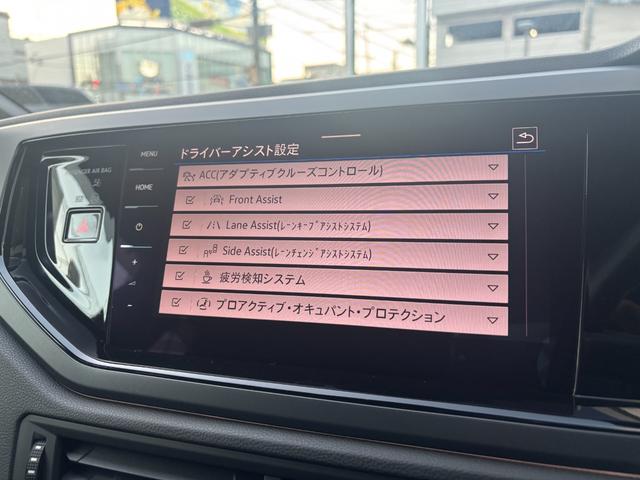 ドライバーアシスト設定
MENU
ACC(アダプティブクルーズコントロール)
NGER AIR BAG
HOME
Front Assist
Lane Assist(ﾚｰﾝｷｰﾌﾟｱｼｽﾄｼｽﾃﾑ)
Side Assist(ﾚｰﾝﾁｪﾝｼﾞｱｼｽﾄｼｽﾃﾑ)
疲労検知システム
プロアクティブ・オキュパント・プロテクション